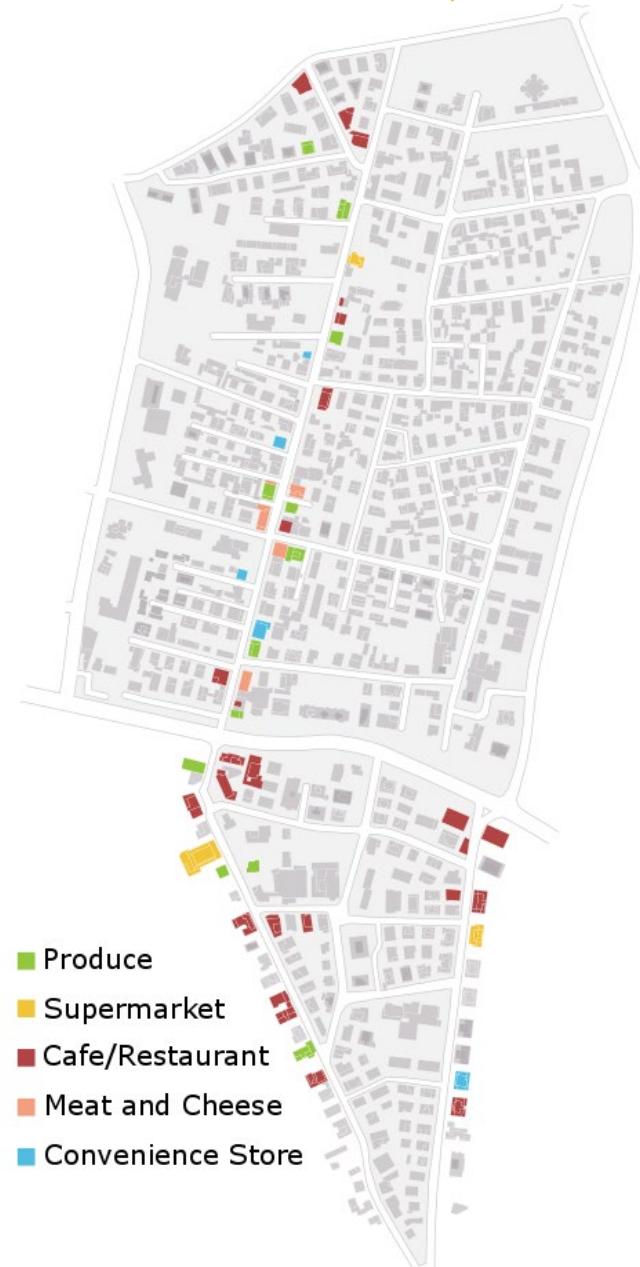 Produce
Supermarket
Cafe/Restaurant
Meat and Cheese
Convenience Store